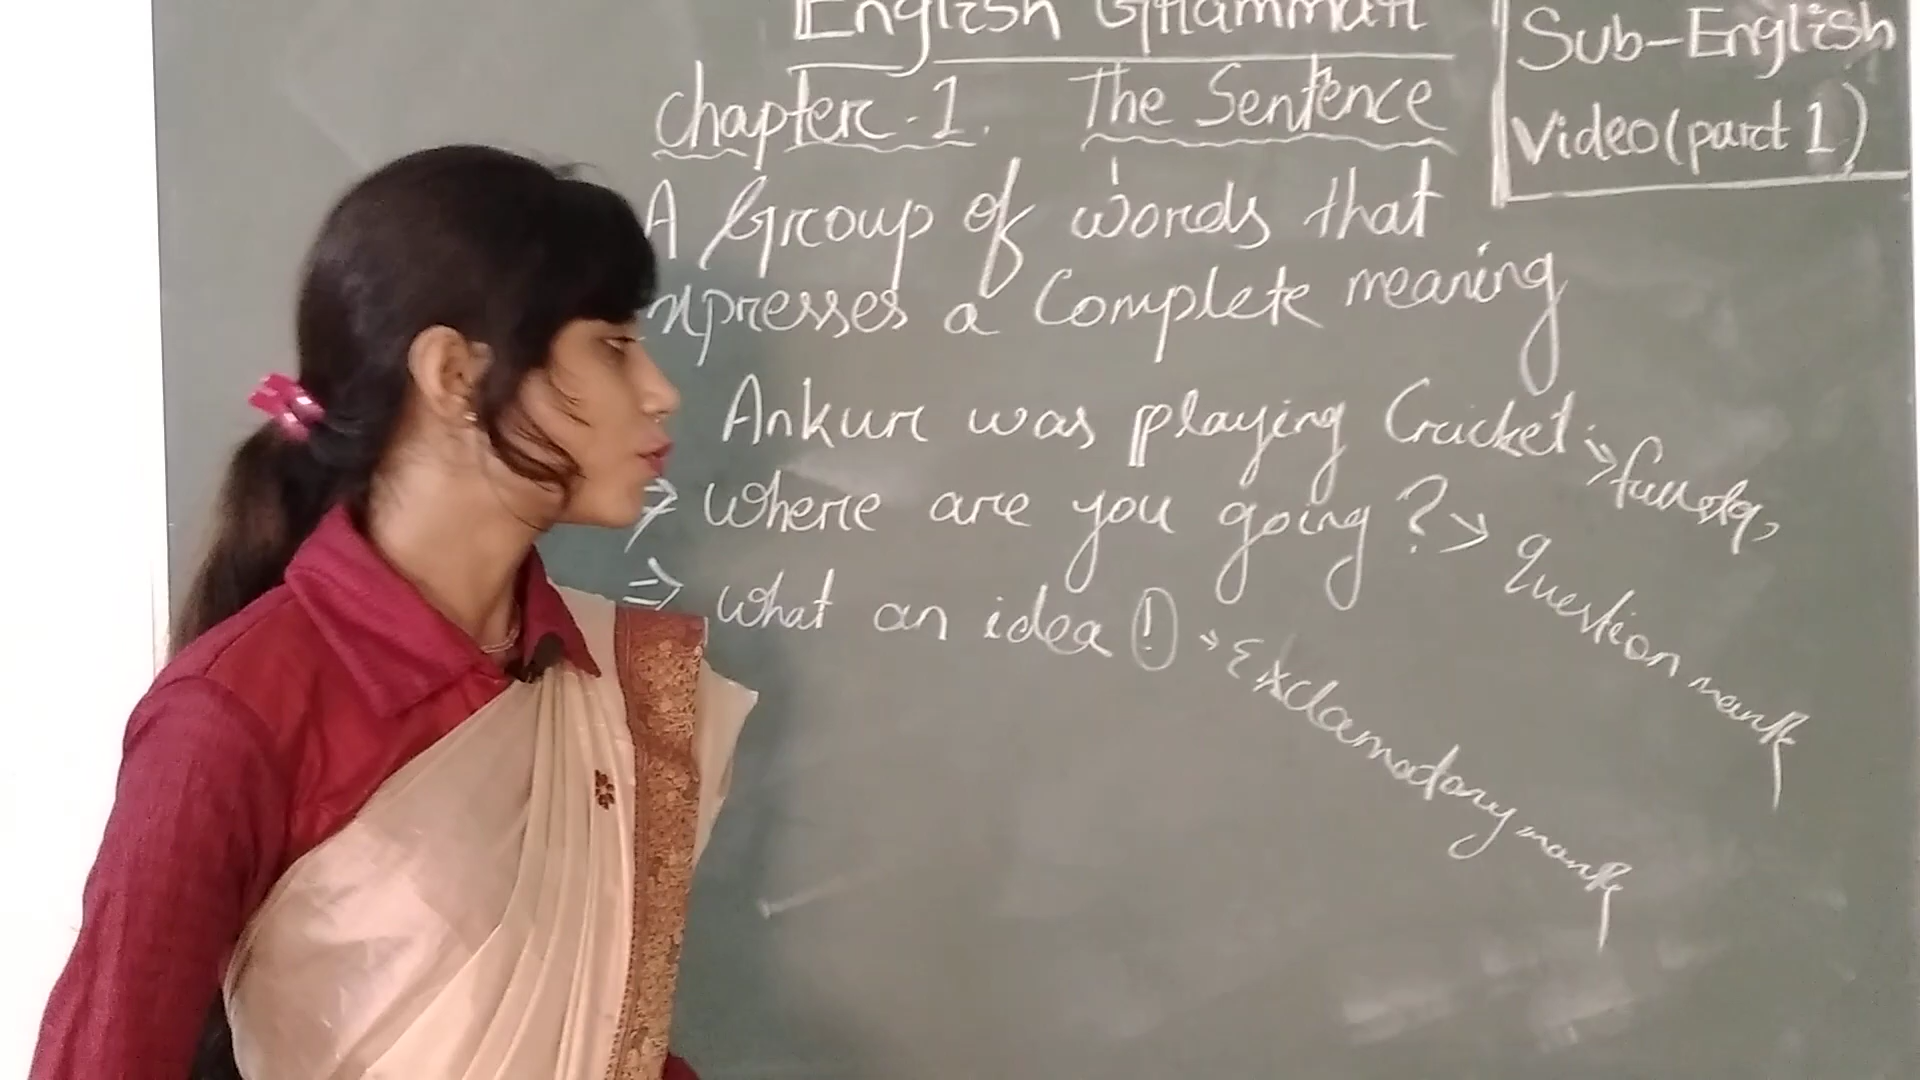 English Grammar
Sub-English
Video (part 1)
Chapter-1. The Sentence
A Group of words that
xpresses a Complete meaning
Ankur was playing Cricket.
→ Where are you going ? → Question mark
⇒ What an idea ! → Exclamatory mark